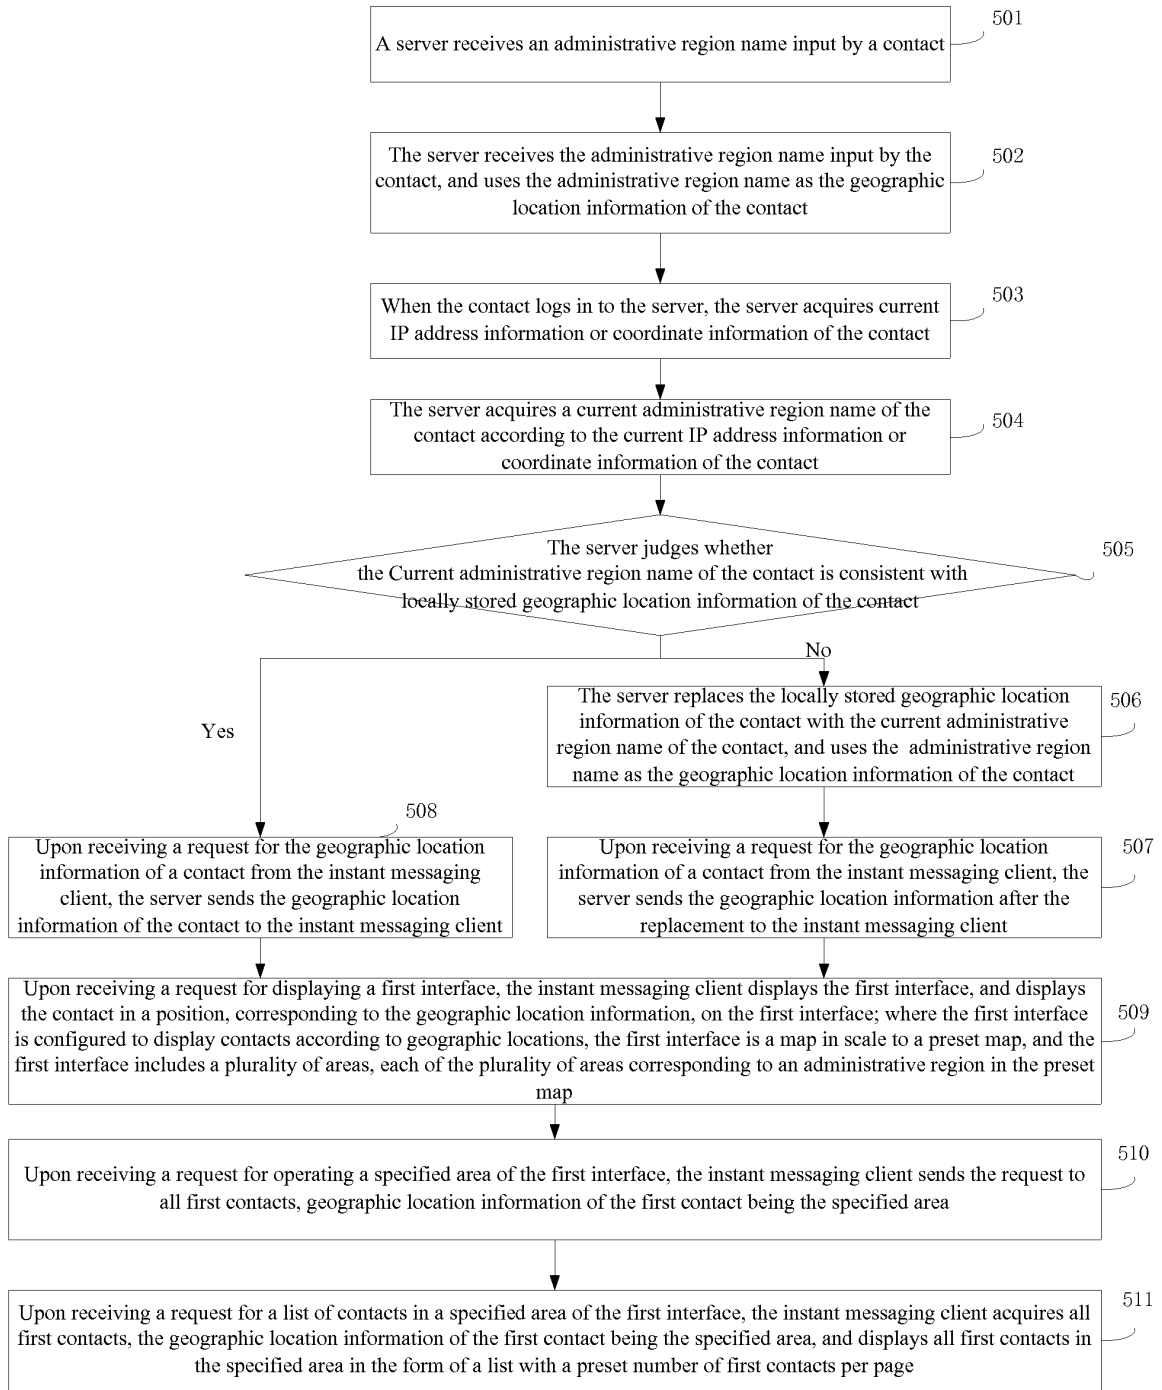 501
A server receives an administrative region name input by a contact
502
The server receives the administrative region name input by the
contact, and uses the administrative region name as the geographic
location information of the contact
503
When the contact logs in to the server, the server acquires current
IP address information or coordinate information of the contact
504
The server acquires a current administrative region name of the
contact according to the current IP address information or
coordinate information of the contact
505
The server judges whether
the Current administrative region name of the contact is consistent with
locally stored geographic location information of the contact
No
Yes
506
The server replaces the locally stored geographic location
information of the contact with the current administrative
region name of the contact, and uses the administrative region
name as the geographic location information of the contact
508
Upon receiving a request for the geographic location
information of a contact from the instant messaging
client, the server sends the geographic location
information of the contact to the instant messaging client
507
Upon receiving a request for the geographic location
information of a contact from the instant messaging client, the
server sends the geographic location information after the
replacement to the instant messaging client
509
Upon receiving a request for displaying a first interface, the instant messaging client displays the first interface, and displays
the contact in a position, corresponding to the geographic location information, on the first interface; where the first interface
is configured to display contacts according to geographic locations, the first interface is a map in scale to a preset map, and the
first interface includes a plurality of areas, each of the plurality of areas corresponding to an administrative region in the preset
map
510
Upon receiving a request for operating a specified area of the first interface, the instant messaging client sends the request to
all first contacts, geographic location information of the first contact being the specified area
511
Upon receiving a request for a list of contacts in a specified area of the first interface, the instant messaging client acquires all
first contacts, the geographic location information of the first contact being the specified area, and displays all first contacts in
the specified area in the form of a list with a preset number of first contacts per page